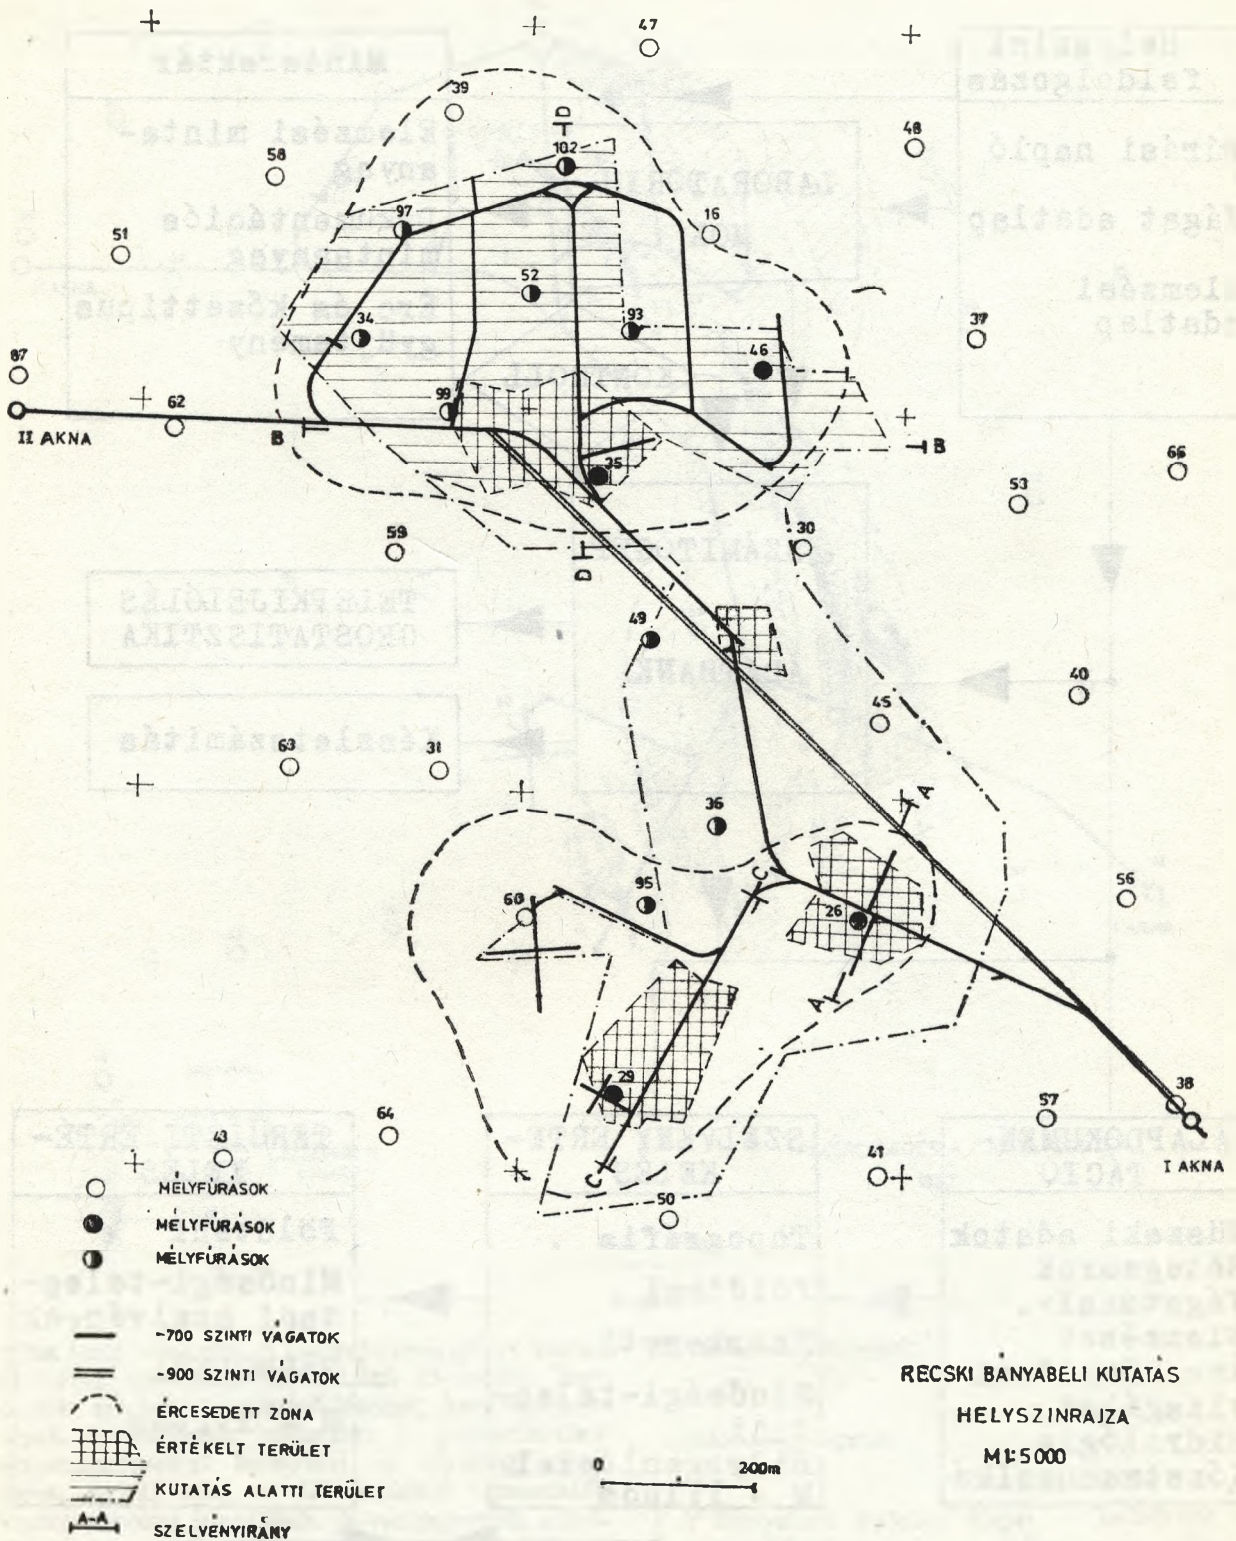 47
39
D
102
48
58
97
16
51
52
93
34
37
46
87
99
62
II AKNA
B
B
35
66
53
59
30
D
49
40
45
63
31
36
A
C
95
56
60
26
A
29
38
57
64
43
41
I AKNA
C
50
MÉLYFÚRÁSOK
MÉLYFÚRÁSOK
MÉLYFÚRÁSOK
-700 SZINTI VÁGATOK
-900 SZINTI VÁGATOK
ÉRCESEDETT ZÓNA
ÉRTÉKELT TERÜLET
KUTATÁS ALATTI TERÜLET
A-A
SZELVÉNYIRÁNY
0 200m
RECSKI BÁNYABELI KUTATÁS
HELYSZINRAJZA
M1:5000